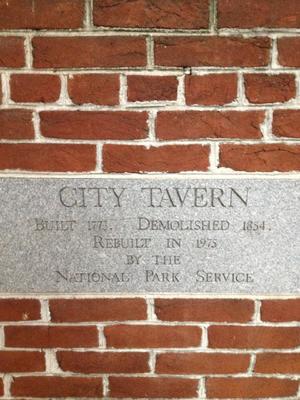 CITY TAVERN
BUILT 1773. DEMOLISHED 1854.
REBUILT IN 1975
BY THE
NATIONAL PARK SERVICE